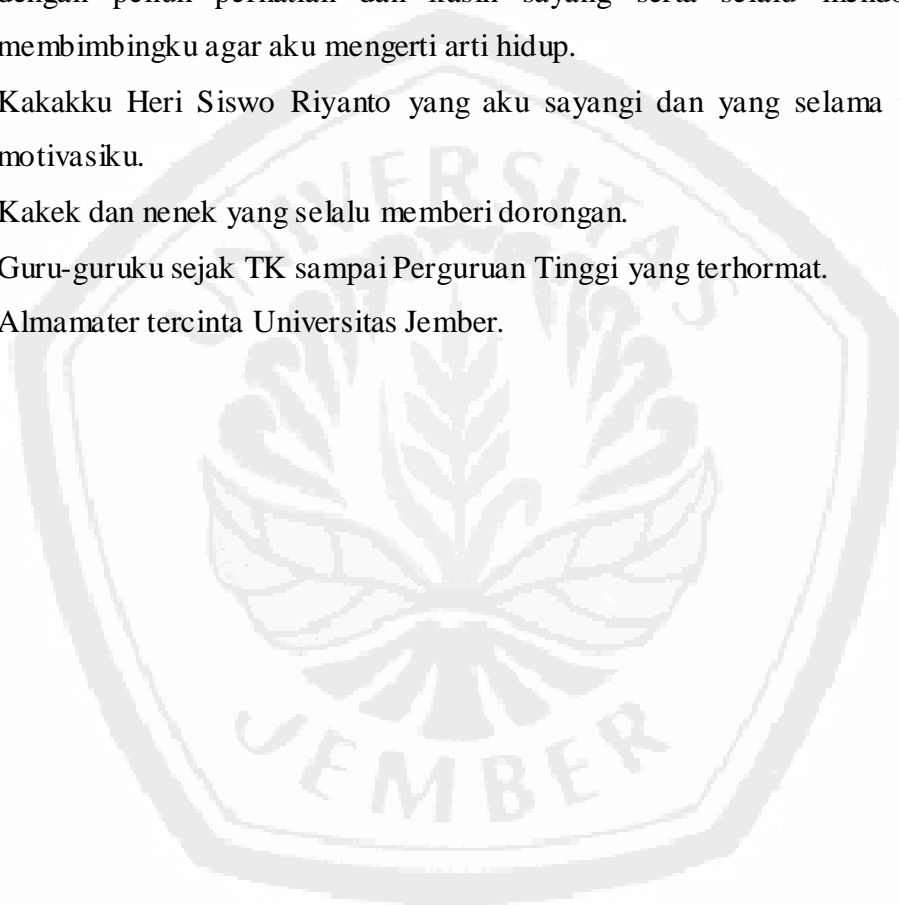 dengan penuh perhatian dan kasih sayang serta selalu
membimbingku agar aku mengerti arti hidup.
Kakakku Heri Siswo Riyanto yang aku sayangi dan yang selama
motivasiku.
Kakek dan nenek yang selalu memberi dorongan.
Guru-guruku sejak TK sampai Perguruan Tinggi yang terhormat.
Almamater tercinta Universitas Jember.
UNIVERSITAS
JEMBER